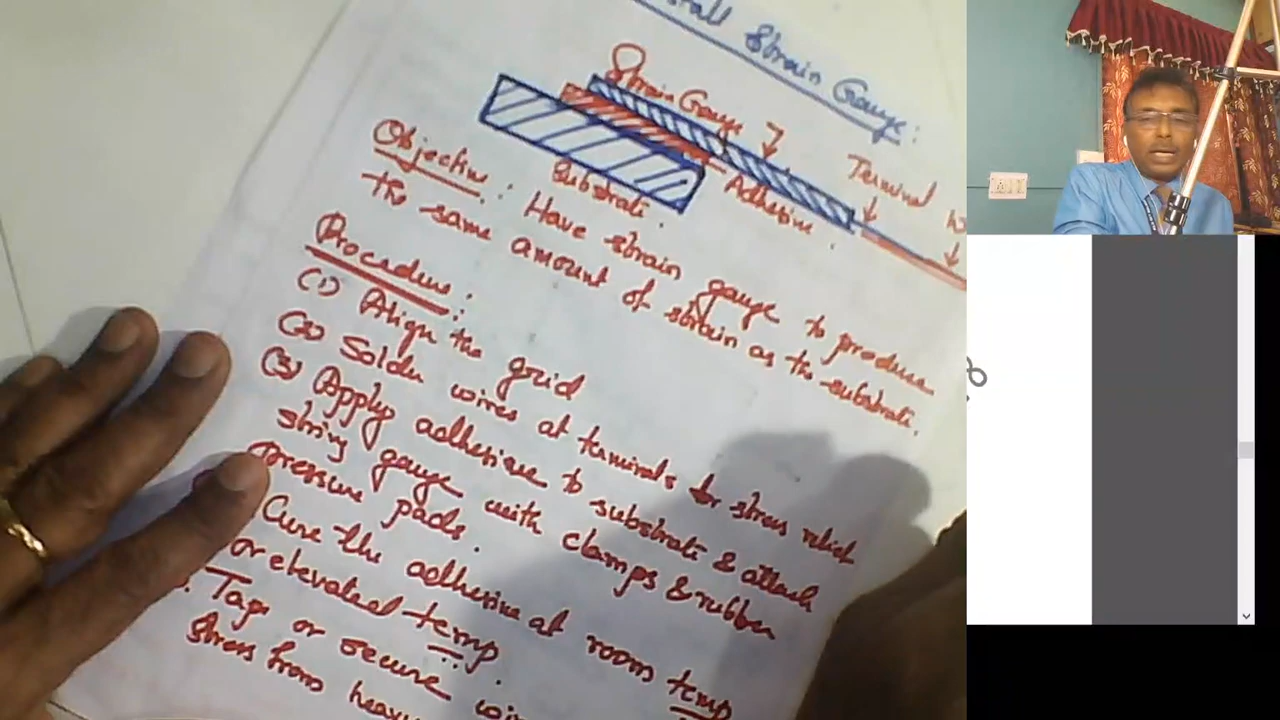 Strain Gauge:
Strain Gauge
Terminal
Adhesive.
Substrate.
Objective: Have strain gauge to produce
the same amount of strain as the substrate.
Procedure:
(1) Align the grid
(2) Solder wires at terminals for stress relief
(3) Apply adhesive to substrate & attach
string gauge with clamps & rubber
pressure pads.
Cure the adhesive at room temp
or elevated temp.
Tape or secure
stress from